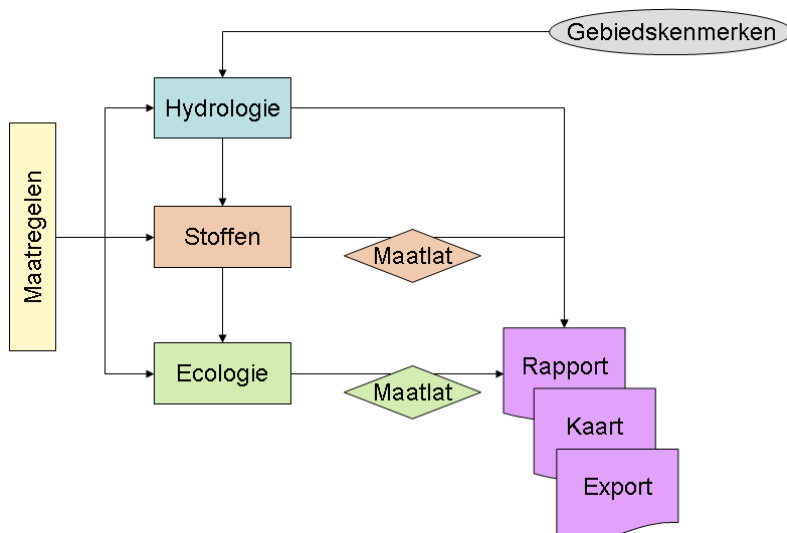 Gebiedskenmerken
Hydrologie
Maatregelen
Stoffen
Maatlat
Ecologie
Maatlat
Rapport
Kaart
Export